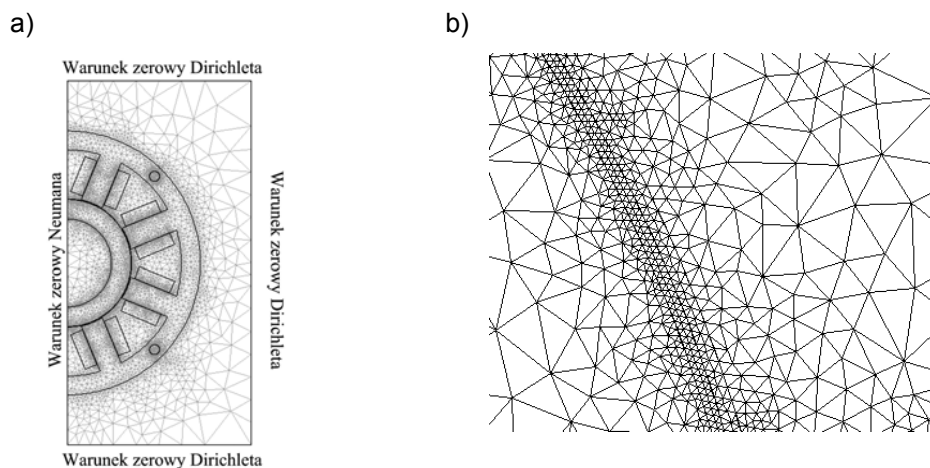 a)
b)
Warunek zerowy Dirichleta
Warunek zerowy Neumana
Warunek zerowy Dirichleta
Warunek zerowy Dirichleta